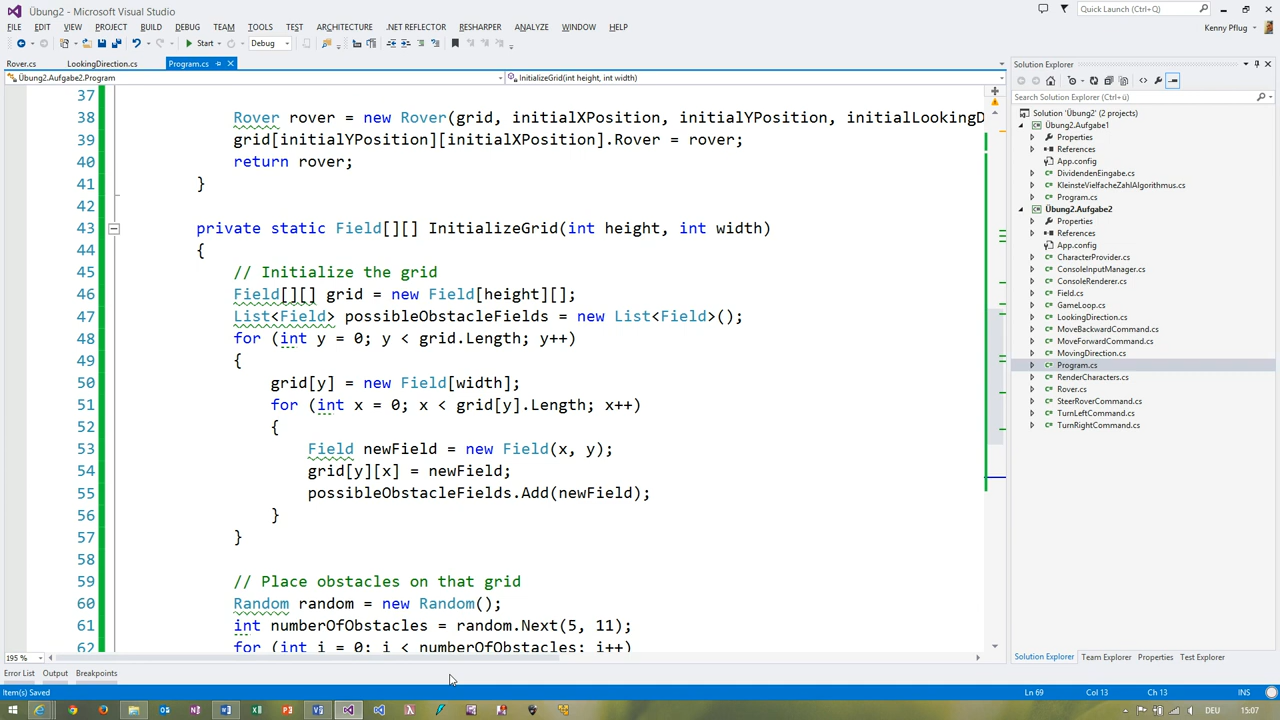 Übung2 - Microsoft Visual Studio
Quick Launch (Ctrl+Q)
FILE EDIT VIEW PROJECT BUILD DEBUG TEAM TOOLS TEST ARCHITECTURE .NET REFLECTOR RESHARPER ANALYZE WINDOW HELP
Kenny Pflug
Start Debug
Rover.cs LookingDirection.cs Program.cs
Übung2.Aufgabe2.Program InitializeGrid(int height, int width)
37
38 Rover rover = new Rover(grid, initialXPosition, initialYPosition, initialLookingD
39 grid[initialYPosition][initialXPosition].Rover = rover;
40 return rover;
41 }
42
43 private static Field[][] InitializeGrid(int height, int width)
44 {
45 // Initialize the grid
46 Field[][] grid = new Field[height][];
47 List<Field> possibleObstacleFields = new List<Field>();
48 for (int y = 0; y < grid.Length; y++)
49 {
50 grid[y] = new Field[width];
51 for (int x = 0; x < grid[y].Length; x++)
52 {
53 Field newField = new Field(x, y);
54 grid[y][x] = newField;
55 possibleObstacleFields.Add(newField);
56 }
57 }
58
59 // Place obstacles on that grid
60 Random random = new Random();
61 int numberOfObstacles = random.Next(5, 11);
62 for (int i = 0; i < numberOfObstacles; i++)
195 %
Solution Explorer
Search Solution Explorer (Ctrl+ü)
Solution 'Übung2' (2 projects)
Übung2.Aufgabe1
Properties
References
App.config
DividendenEingabe.cs
KleinsteVielfacheZahlAlgorithmus.cs
Program.cs
Übung2.Aufgabe2
Properties
References
App.config
CharacterProvider.cs
ConsoleInputManager.cs
ConsoleRenderer.cs
Field.cs
GameLoop.cs
LookingDirection.cs
MoveBackwardCommand.cs
MoveForwardCommand.cs
MovingDirection.cs
Program.cs
RenderCharacters.cs
Rover.cs
SteerRoverCommand.cs
TurnLeftCommand.cs
TurnRightCommand.cs
Solution Explorer Team Explorer Properties Test Explorer
Error List Output Breakpoints
Item(s) Saved Ln 69 Col 13 Ch 13 INS
DEU 15:07